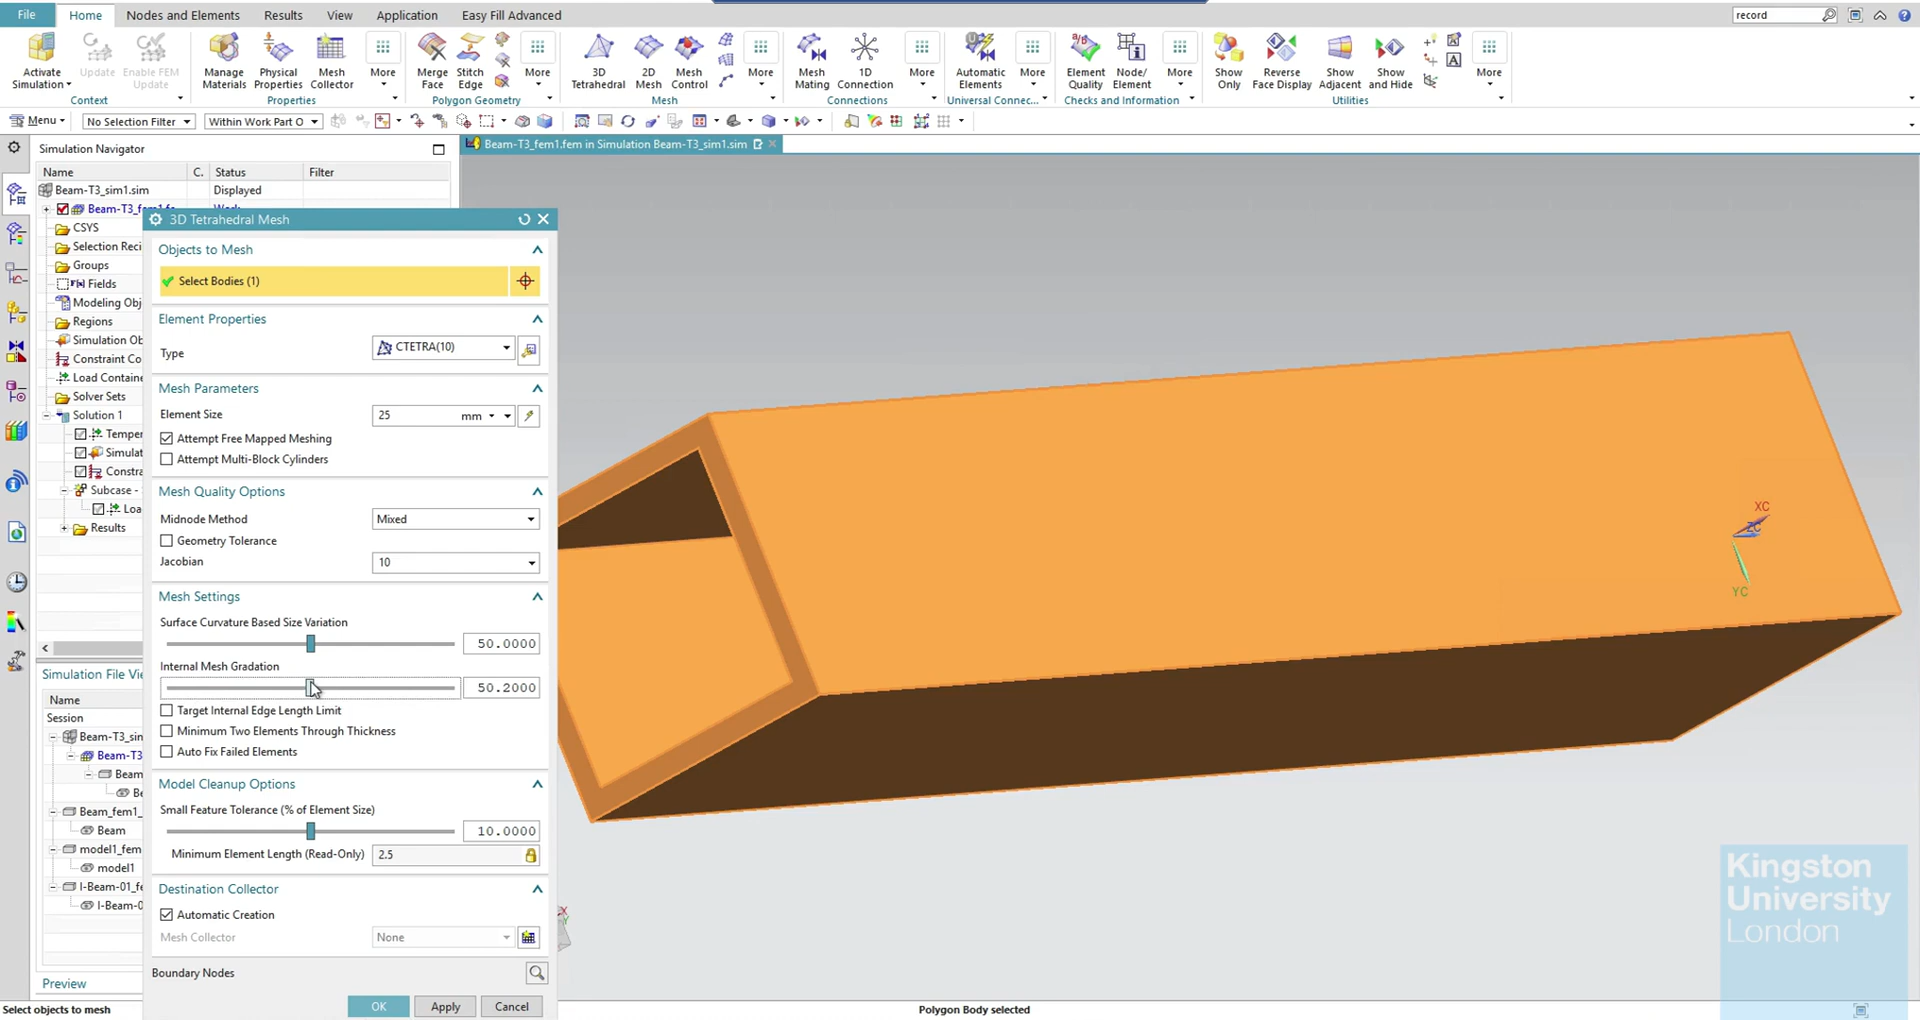 File Home Nodes and Elements Results View Application Easy Fill Advanced record
Activate Simulation Update Enable FEM Update Manage Materials Physical Properties Mesh Collector More Merge Face Stitch Edge More 3D Tetrahedral 2D Mesh Mesh Control More Mesh Mating 1D Connection More Automatic Elements More Element Quality Node/ Element More Show Only Reverse Face Display Show Adjacent Show and Hide More
Context Properties Polygon Geometry Mesh Connections Universal Connec... Checks and Information Utilities
Menu No Selection Filter Within Work Part O
Simulation Navigator
Beam-T3_fem1.fem in Simulation Beam-T3_sim1.sim
Name C. Status Filter
Beam-T3_sim1.sim Displayed
Beam-T3_fem1.fe Work
CSYS
Selection Reci
Groups
Fields
Modeling Obj
Regions
Simulation Ob
Constraint Co
Load Containe
Solver Sets
Solution 1
Temper
Simulat
Constra
Subcase -
Loa
Results
Simulation File Vie
Name
Session
Beam-T3_sim
Beam-T3
Beam
Be
Beam_fem1_
Beam
model1_fem
model1
I-Beam-01_fe
I-Beam-0
Preview
3D Tetrahedral Mesh
Objects to Mesh
Select Bodies (1)
Element Properties
Type CTETRA(10)
Mesh Parameters
Element Size 25 mm
Attempt Free Mapped Meshing
Attempt Multi-Block Cylinders
Mesh Quality Options
Midnode Method Mixed
Geometry Tolerance
Jacobian 10
Mesh Settings
Surface Curvature Based Size Variation
50.0000
Internal Mesh Gradation
50.2000
Target Internal Edge Length Limit
Minimum Two Elements Through Thickness
Auto Fix Failed Elements
Model Cleanup Options
Small Feature Tolerance (% of Element Size)
10.0000
Minimum Element Length (Read-Only) 2.5
Destination Collector
Automatic Creation
Mesh Collector None
Boundary Nodes
OK Apply Cancel
XC
ZC
YC
X
Y
Kingston
University
London
Select objects to mesh Polygon Body selected